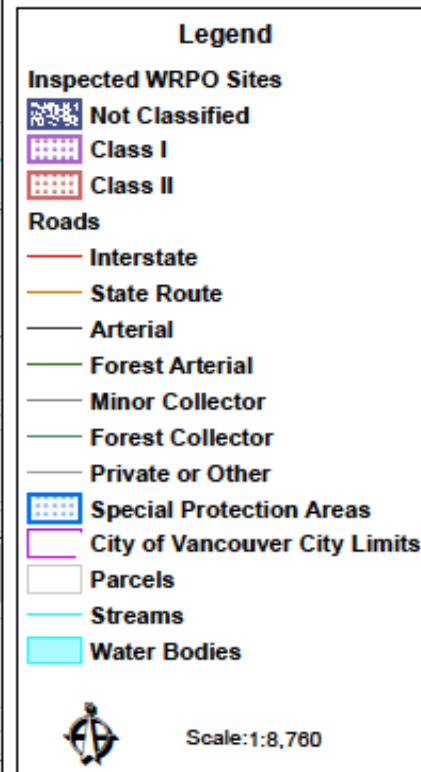 Legend
Inspected WRPO Sites
Not Classified
Class I
Class II
Roads
Interstate
State Route
Arterial
Forest Arterial
Minor Collector
Forest Collector
Private or Other
Special Protection Areas
City of Vancouver City Limits
Parcels
Streams
Water Bodies
Scale:1:8,760